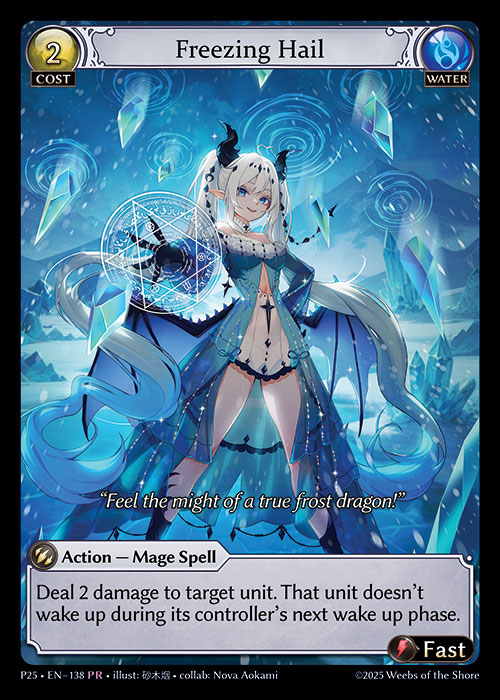 2
COST
Freezing Hail
WATER
“Feel the might of a true frost dragon!”
Action — Mage Spell
Deal 2 damage to target unit. That unit doesn’t
wake up during its controller’s next wake up phase.
Fast
P25 • EN–138 PR • illust: 砂木烟 • collab: Nova Aokami
©2025 Weebs of the Shore